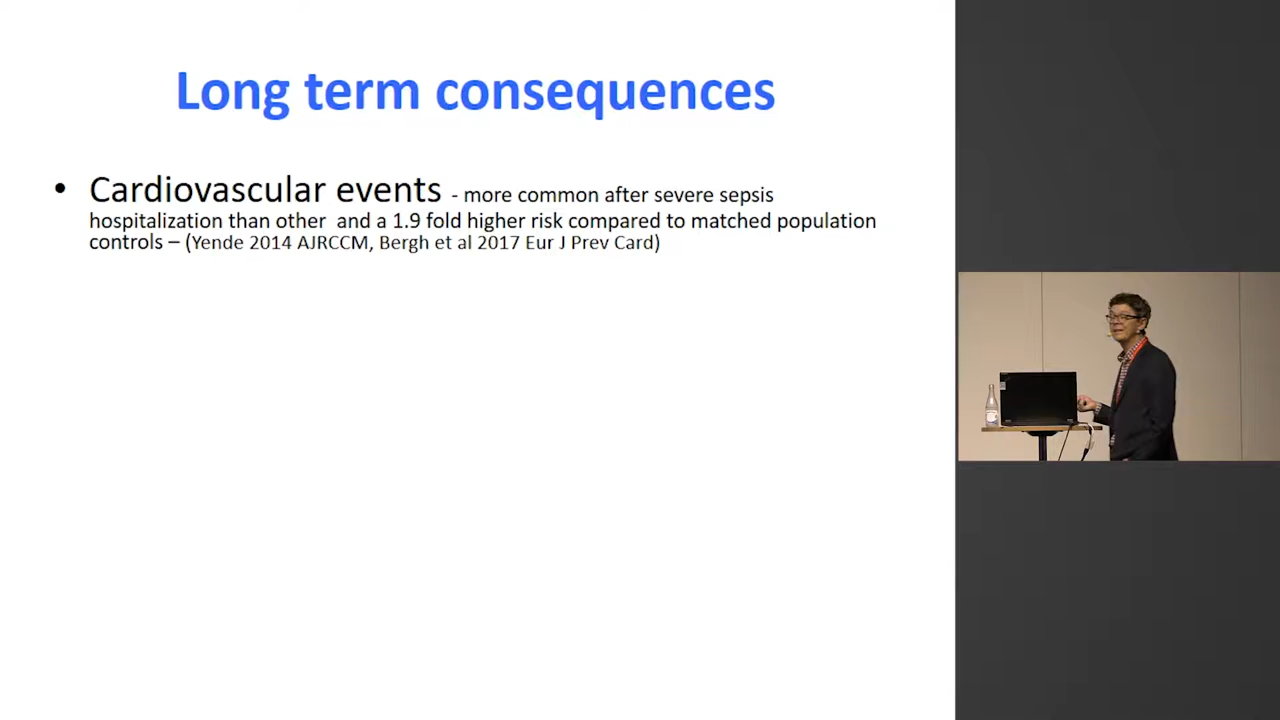 Long term consequences
• Cardiovascular events - more common after severe sepsis
hospitalization than other and a 1.9 fold higher risk compared to matched population
controls – (Yende 2014 AJRCCM, Bergh et al 2017 Eur J Prev Card)